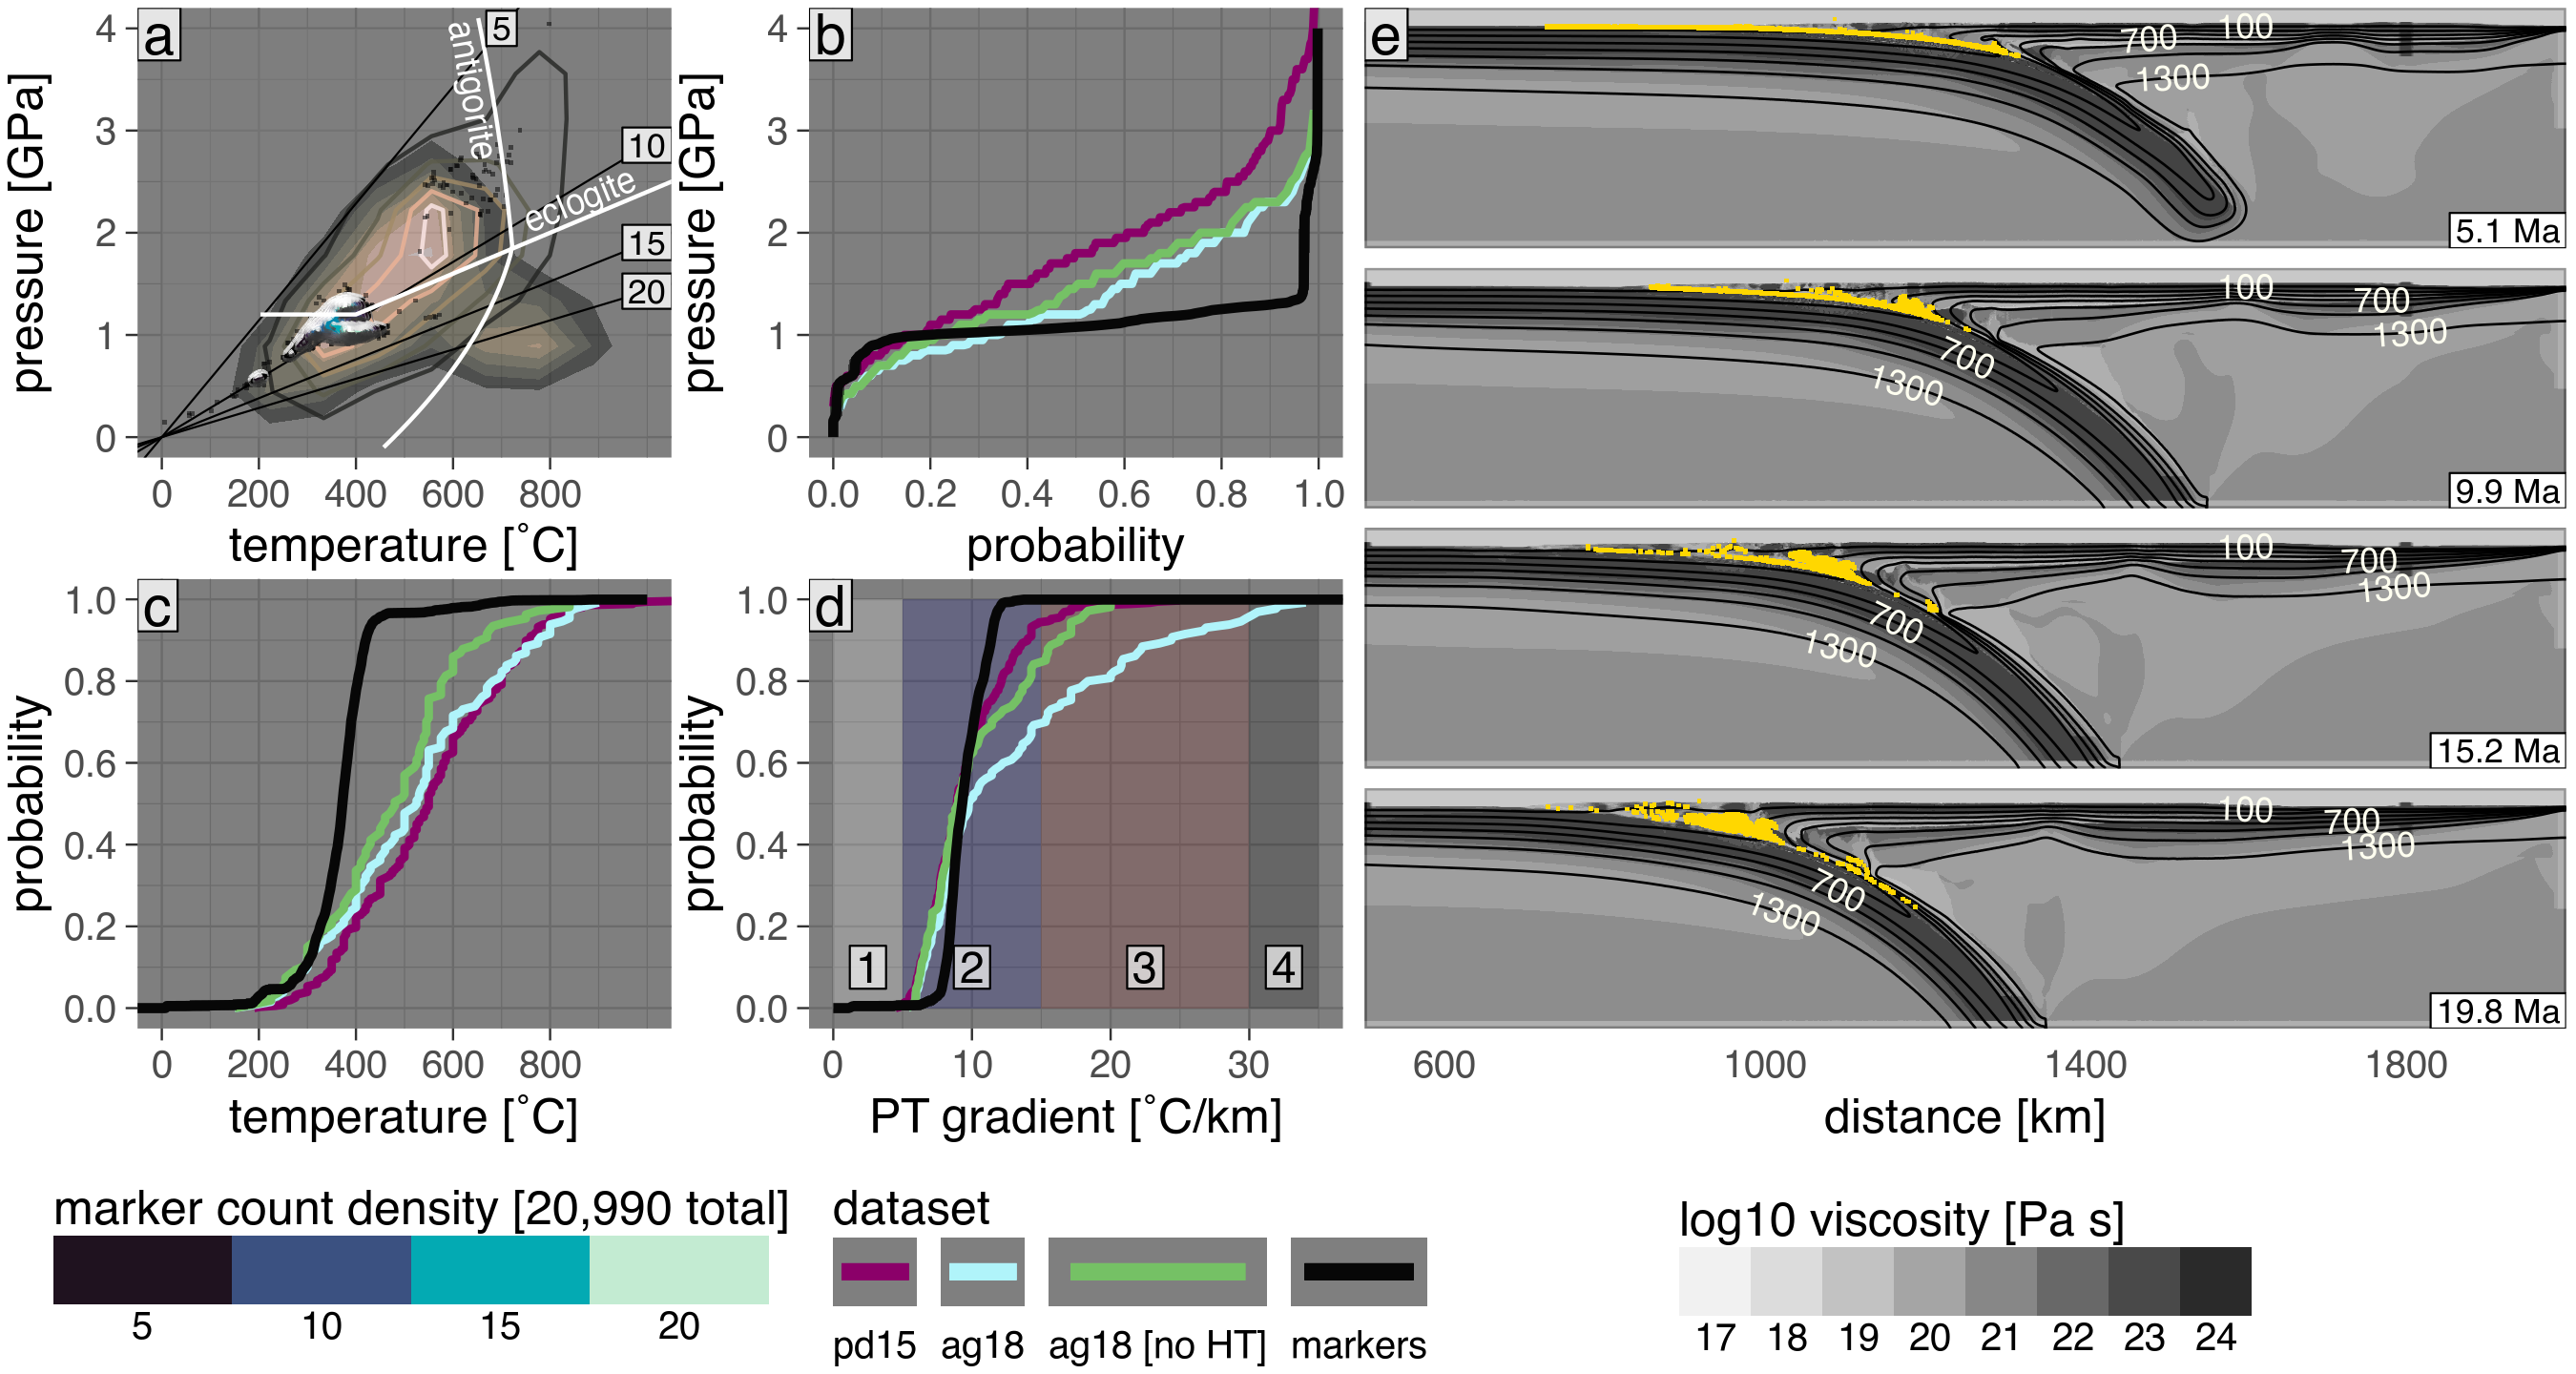 a
pressure [GPa]
4
3
2
1
0
0 200 400 600 800
temperature [˚C]
antigorite
eclogite
5
10
15
20
b
pressure [GPa]
4
3
2
1
0
0.0 0.2 0.4 0.6 0.8 1.0
probability
c
probability
1.0
0.8
0.6
0.4
0.2
0.0
0 200 400 600 800
temperature [˚C]
d
probability
1.0
0.8
0.6
0.4
0.2
0.0
1 2 3 4
0 10 20 30
PT gradient [˚C/km]
e
100
700
1300
5.1 Ma
100
700
1300
700
1300
9.9 Ma
100
700
1300
700
1300
15.2 Ma
100
700
1300
700
1300
19.8 Ma
600 1000 1400 1800
distance [km]
marker count density [20,990 total]
5 10 15 20
dataset
pd15 ag18 ag18 [no HT] markers
log10 viscosity [Pa s]
17 18 19 20 21 22 23 24